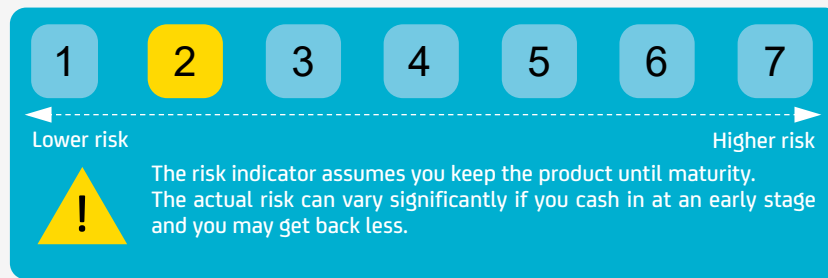 1 2 3 4 5 6 7
Lower risk Higher risk
!
The risk indicator assumes you keep the product until maturity.
The actual risk can vary significantly if you cash in at an early stage
and you may get back less.